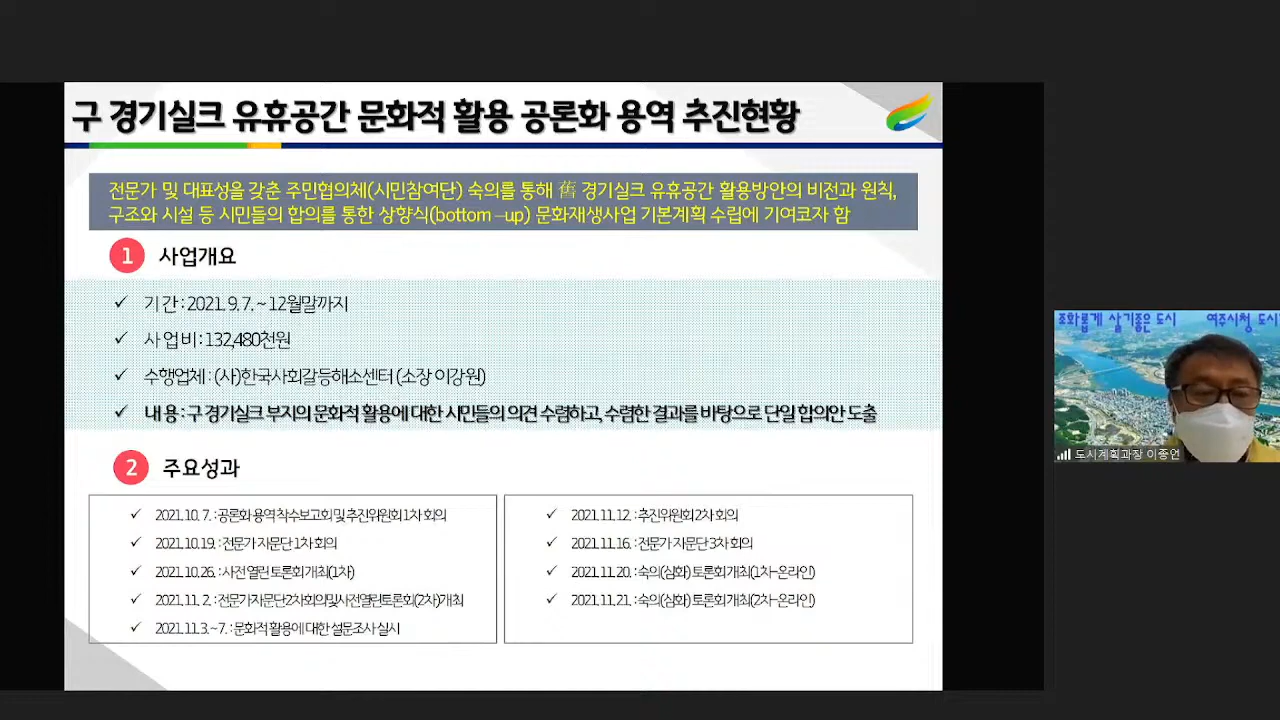 구 경기실크 유휴공간 문화적 활용 공론화 용역 추진현황
전문가 및 대표성을 갖춘 주민협의체(시민참여단) 숙의를 통해 舊 경기실크 유휴공간 활용방안의 비전과 원칙,
구조와 시설 등 시민들의 합의를 통한 상향식(bottom –up) 문화재생사업 기본계획 수립에 기여코자 함
1 사업개요
✓ 기 간 : 2021. 9. 7. ~ 12월말까지
✓ 사 업 비 : 132,480천원
✓ 수행업체 : (사)한국사회갈등해소센터 (소장 이강원)
✓ 내 용 : 구 경기실크 부지의 문화적 활용에 대한 시민들의 의견 수렴하고, 수렴한 결과를 바탕으로 단일 합의안 도출
2 주요성과
✓ 2021. 10. 7. : 공론화 용역 착수보고회 및 추진위원회 1차 회의
✓ 2021. 10. 19. : 전문가 자문단 1차 회의
✓ 2021. 10. 26. : 사전 열린 토론회 개최(1차)
✓ 2021. 11. 2. : 전문가자문단2차회의및사전열린토론회(2차)개최
✓ 2021. 11. 3. ~ 7. : 문화적 활용에 대한 설문조사 실시
✓ 2021. 11. 12. : 추진위원회 2차 회의
✓ 2021. 11. 16. : 전문가 자문단 3차 회의
✓ 2021. 11. 20. : 숙의(심화) 토론회 개최(1차-온라인)
✓ 2021. 11. 21. : 숙의(심화) 토론회 개최(2차-온라인)
조화롭게 살기좋은 도시 여주시청 도시
도시계획과장 이종언